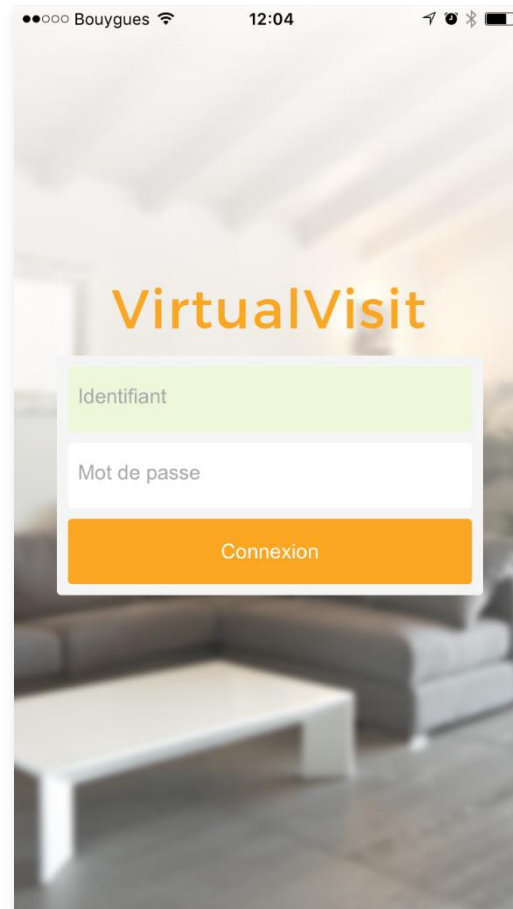 Bouygues 12:04
VirtualVisit
Identifiant
Mot de passe
Connexion